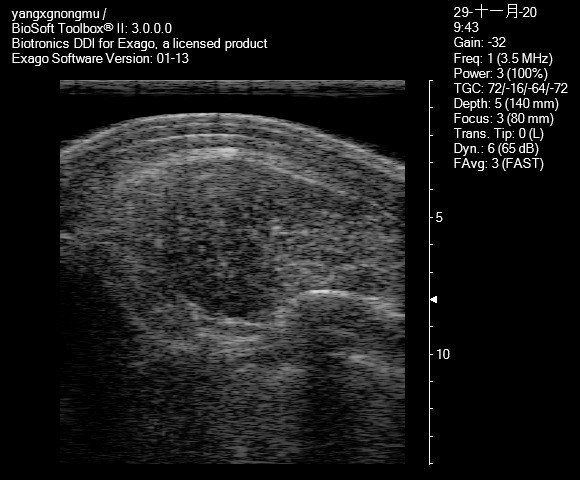 yangxgnongmu /
BioSoft Toolbox® II: 3.0.0.0
Biotronics DDI for Exago, a licensed product
Exago Software Version: 01-13
29-十一月-20
9:43
Gain: -32
Freq: 1 (3.5 MHz)
Power: 3 (100%)
TGC: 72/-16/-64/-72
Depth: 5 (140 mm)
Focus: 3 (80 mm)
Trans. Tip: 0 (L)
Dyn.: 6 (65 dB)
FAvg: 3 (FAST)
5
10